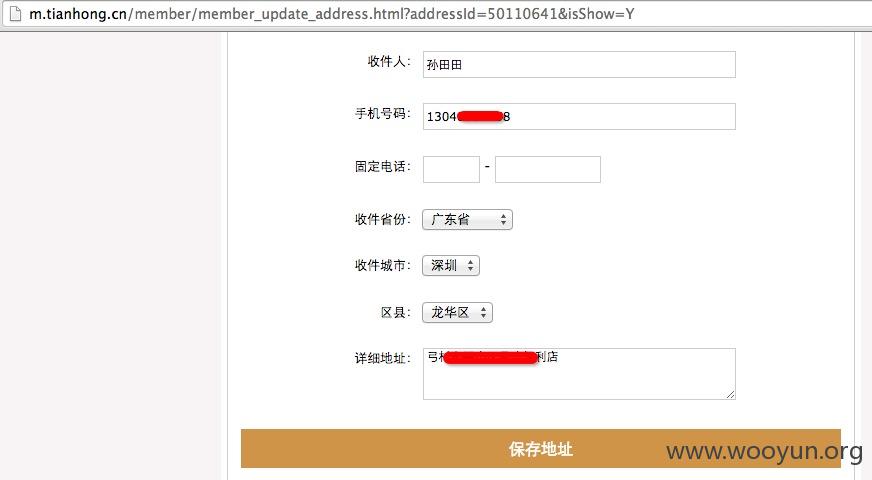 m.tianhong.cn/member/member_update_address.html?addressId=50110641&isShow=Y
收件人： 孙田田
手机号码： 1304 8
固定电话： -
收件省份： 广东省
收件城市： 深圳
区县： 龙华区
详细地址： 弓 利店
保存地址
www.wooyun.org